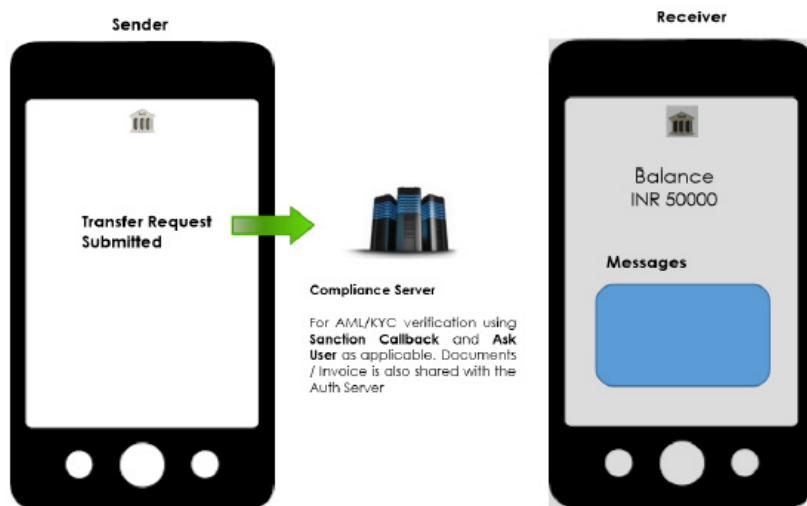 Sender
Receiver
Transfer Request
Submitted
Compliance Server
For AML/KYC verification using
Sanction Callback and Ask
User as applicable. Documents
/ Invoice is also shared with the
Auth Server
Balance
INR 50000
Messages